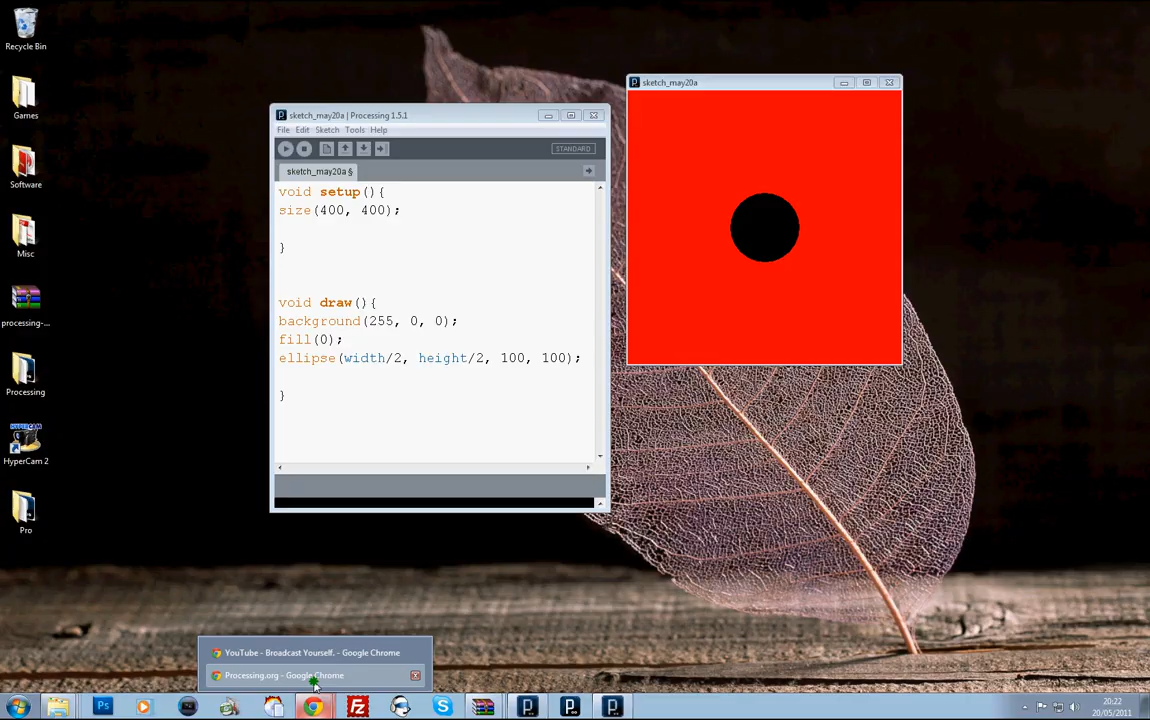 Recycle Bin
Games
Software
Misc
processing-...
Processing
HyperCam 2
Pro
sketch_may20a | Processing 1.5.1
File Edit Sketch Tools Help
STANDARD
sketch_may20a §
void setup(){
size(400, 400);
}
void draw(){
background(255, 0, 0);
fill(0);
ellipse(width/2, height/2, 100, 100);
}
sketch_may20a
YouTube - Broadcast Yourself. - Google Chrome
Processing.org - Google Chrome
20:22
20/05/2011